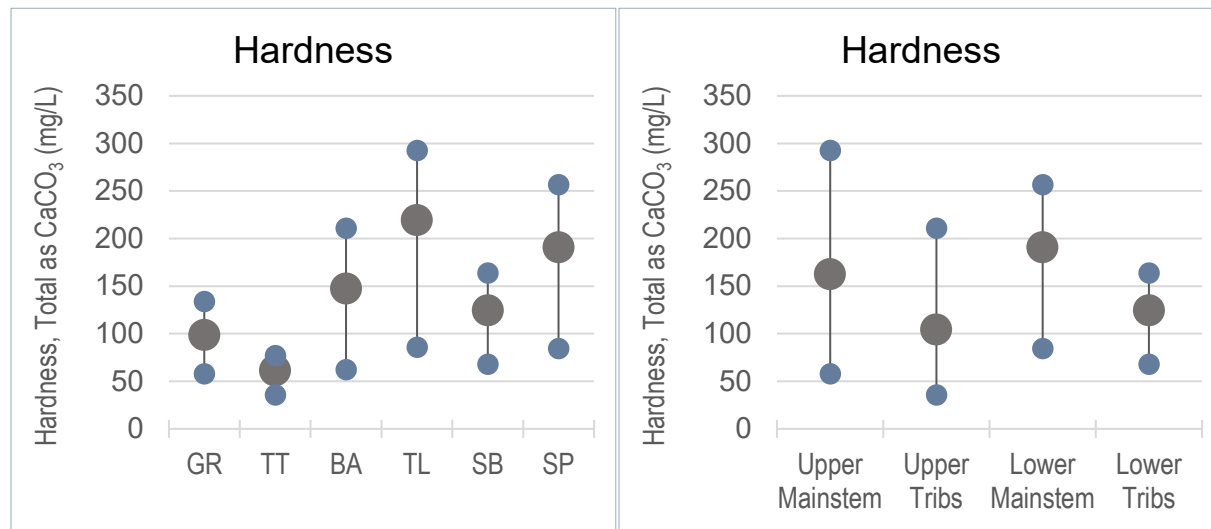 Hardness
Hardness, Total as CaCO₃ (mg/L)
350
300
250
200
150
100
50
0
GR TT BA TL SB SP
Hardness
Hardness, Total as CaCO₃ (mg/L)
350
300
250
200
150
100
50
0
Upper Upper Lower Lower
Mainstem Tribs Mainstem Tribs